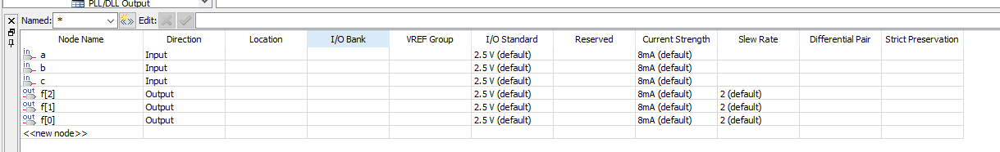 PLL/DLL Output
Named: * Edit:
Node Name Direction Location I/O Bank VREF Group I/O Standard Reserved Current Strength Slew Rate Differential Pair Strict Preservation
in a Input 2.5 V (default) 8mA (default)
in b Input 2.5 V (default) 8mA (default)
in c Input 2.5 V (default) 8mA (default)
out f[2] Output 2.5 V (default) 8mA (default) 2 (default)
out f[1] Output 2.5 V (default) 8mA (default) 2 (default)
out f[0] Output 2.5 V (default) 8mA (default) 2 (default)
<<new node>>